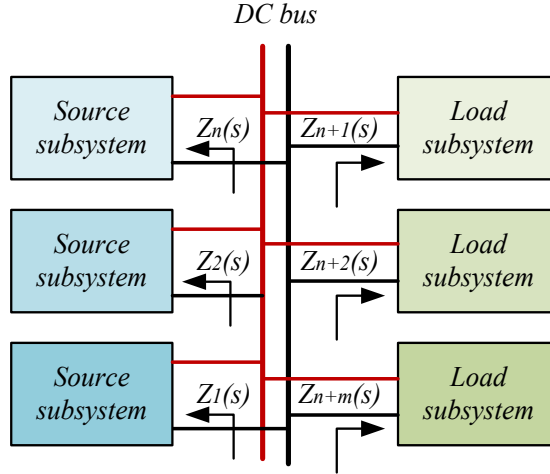 DC bus
Source
subsystem
Zn(s)
Zn+1(s)
Load
subsystem
Source
subsystem
Z2(s)
Zn+2(s)
Load
subsystem
Source
subsystem
Z1(s)
Zn+m(s)
Load
subsystem